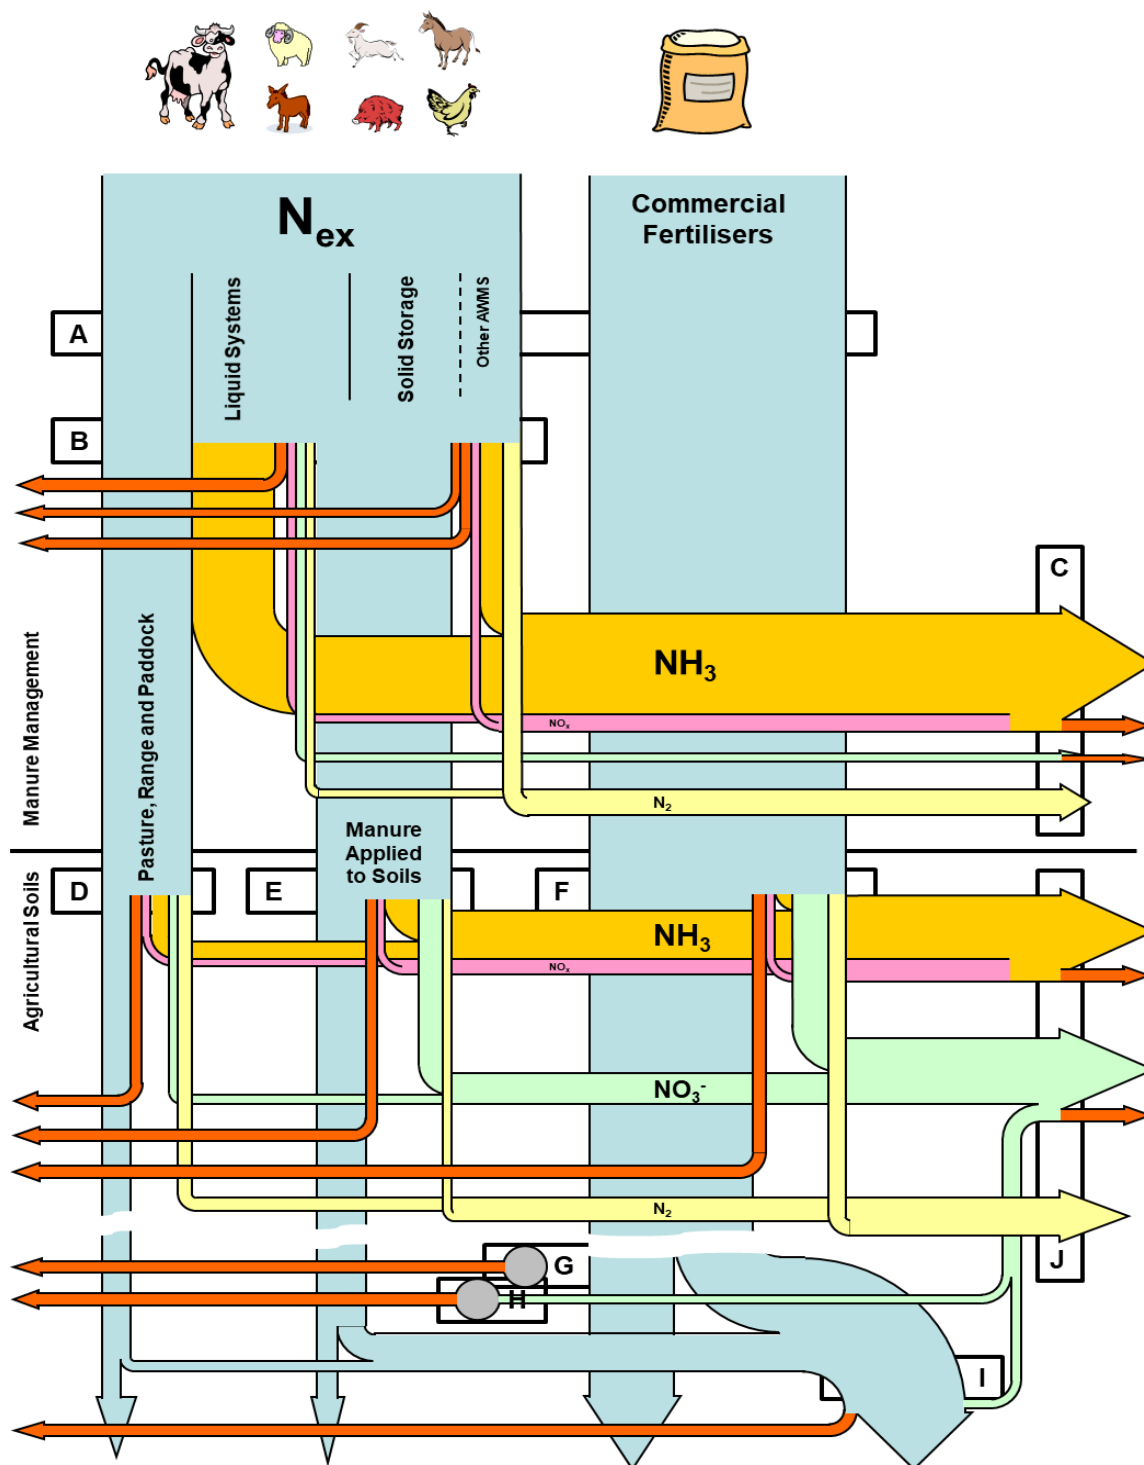 N_ex
Commercial
Fertilisers
Liquid Systems
Solid Storage
Other AWMS
A
B
C
NH3
NOx
N2
Manure Management
Pasture, Range and Paddock
Manure
Applied
to Soils
D
E
F
Agricultural Soils
NH3
NOx
NO3-
N2
G
J
H
I